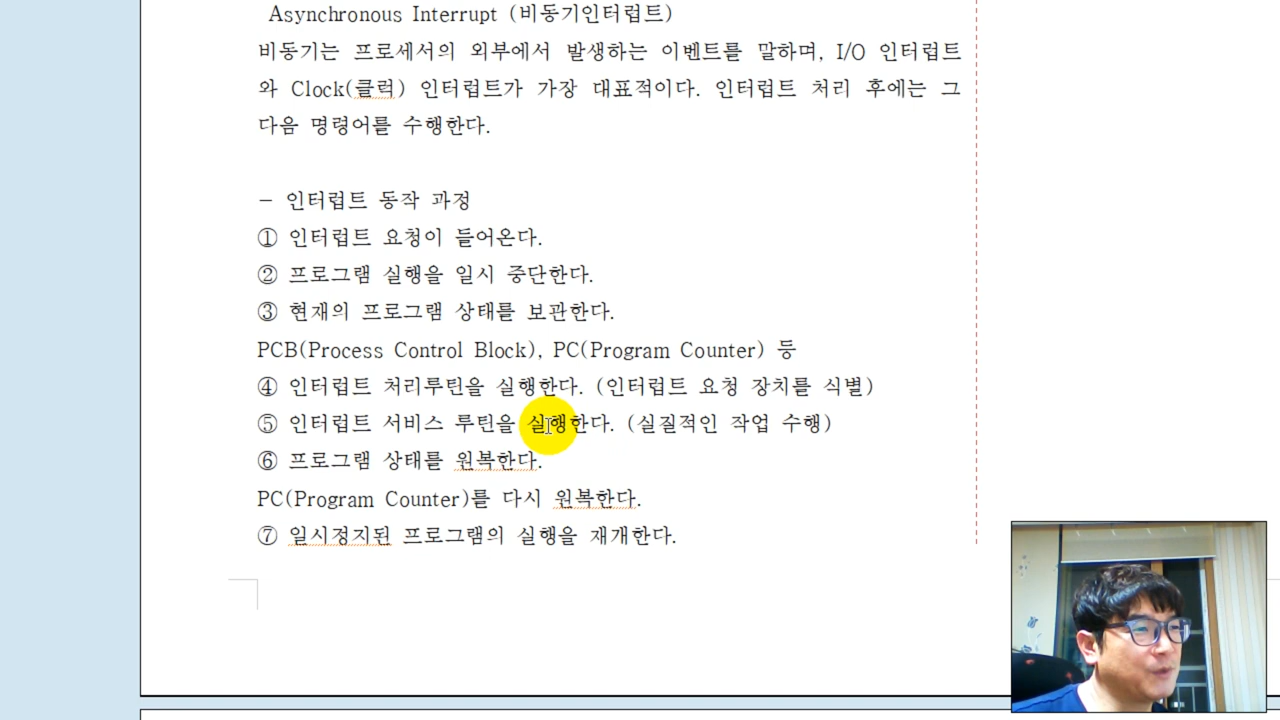 Asynchronous Interrupt (비동기인터럽트)
비동기는 프로세서의 외부에서 발생하는 이벤트를 말하며, I/O 인터럽트
와 Clock(클럭) 인터럽트가 가장 대표적이다. 인터럽트 처리 후에는 그
다음 명령어를 수행한다.
- 인터럽트 동작 과정
① 인터럽트 요청이 들어온다.
② 프로그램 실행을 일시 중단한다.
③ 현재의 프로그램 상태를 보관한다.
PCB(Process Control Block), PC(Program Counter) 등
④ 인터럽트 처리루틴을 실행한다. (인터럽트 요청 장치를 식별)
⑤ 인터럽트 서비스 루틴을 실행한다. (실질적인 작업 수행)
⑥ 프로그램 상태를 원복한다.
PC(Program Counter)를 다시 원복한다.
⑦ 일시정지된 프로그램의 실행을 재개한다.